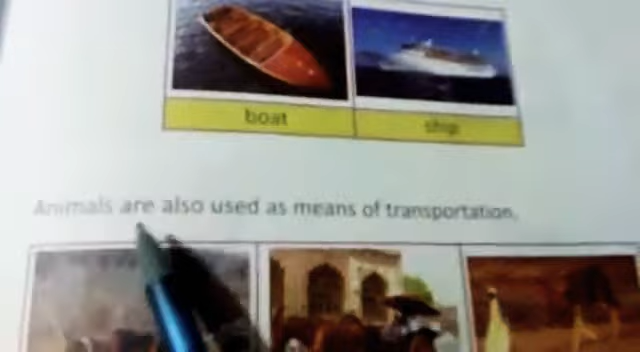 boat ship
Animals are also used as means of transportation.